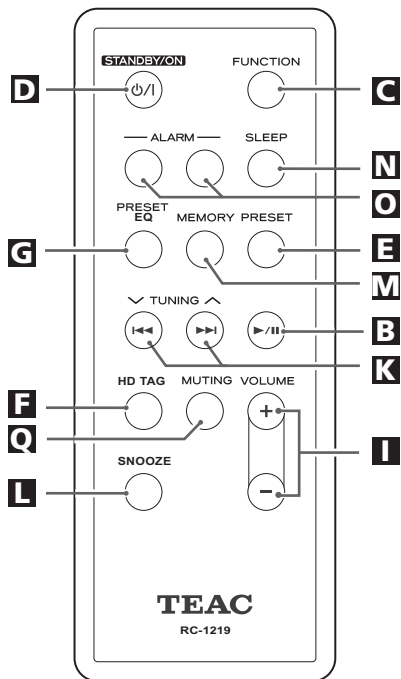 STANDBY/ON
FUNCTION
D
C
ALARM
SLEEP
N
O
PRESET
EQ
MEMORY
PRESET
G
E
M
TUNING
B
K
HD TAG
MUTING
VOLUME
+
F
Q
I
SNOOZE
L
−
TEAC
RC-1219